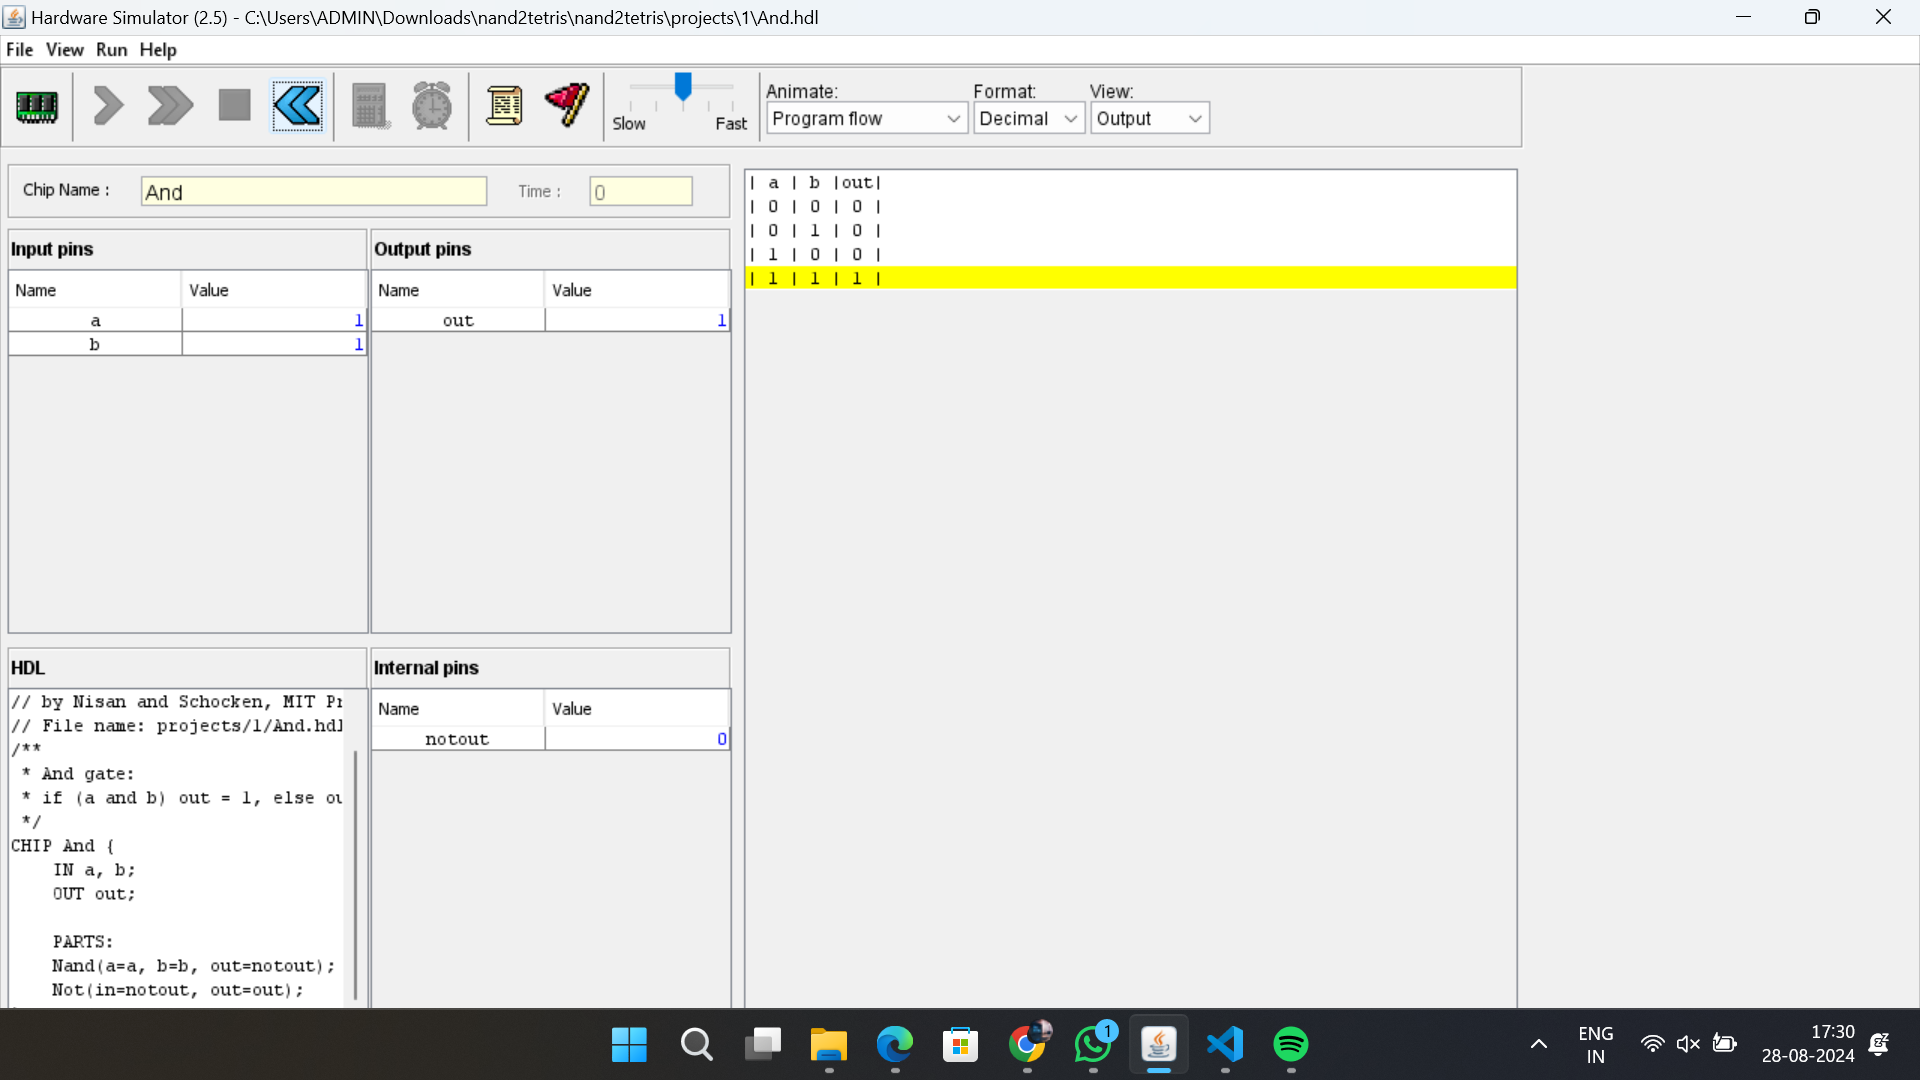 Hardware Simulator (2.5) - C:\Users\ADMIN\Downloads\nand2tetris\nand2tetris\projects\1\And.hdl
File View Run Help
Slow Fast
Animate: Format: View:
Program flow Decimal Output
Chip Name : And Time : 0
Input pins
Name Value
a 1
b 1
Output pins
Name Value
out 1
| a | b |out|
| 0 | 0 | 0 |
| 0 | 1 | 0 |
| 1 | 0 | 0 |
| 1 | 1 | 1 |
HDL
// by Nisan and Schocken, MIT Pr
// File name: projects/1/And.hdl
/**
* And gate:
* if (a and b) out = 1, else ou
*/
CHIP And {
IN a, b;
OUT out;
PARTS:
Nand(a=a, b=b, out=notout);
Not(in=notout, out=out);
Internal pins
Name Value
notout 0
1
ENG
IN
17:30
28-08-2024